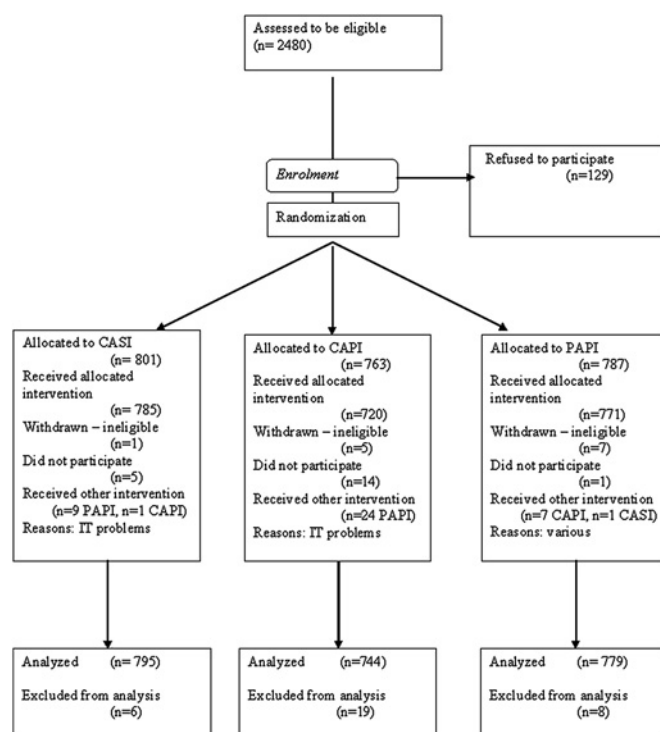 Assessed to be eligible
(n= 2480)
Enrolment
Refused to participate
(n=129)
Randomization
Allocated to CASI
(n= 801)
Received allocated
intervention
(n= 785)
Withdrawn – ineligible
(n=1)
Did not participate
(n=5)
Received other intervention
(n=9 PAPI, n=1 CAPI)
Reasons: IT problems
Allocated to CAPI
(n=763)
Received allocated
intervention
(n=720)
Withdrawn – ineligible
(n=5)
Did not participate
(n=14)
Received other intervention
(n=24 PAPI)
Reasons: IT problems
Allocated to PAPI
(n= 787)
Received allocated
intervention
(n=771)
Withdrawn – ineligible
(n=7)
Did not participate
(n=1)
Received other intervention
(n=7 CAPI, n=1 CASI)
Reasons: various
Analyzed (n= 795)
Excluded from analysis
(n=6)
Analyzed (n=744)
Excluded from analysis
(n=19)
Analyzed (n= 779)
Excluded from analysis
(n=8)